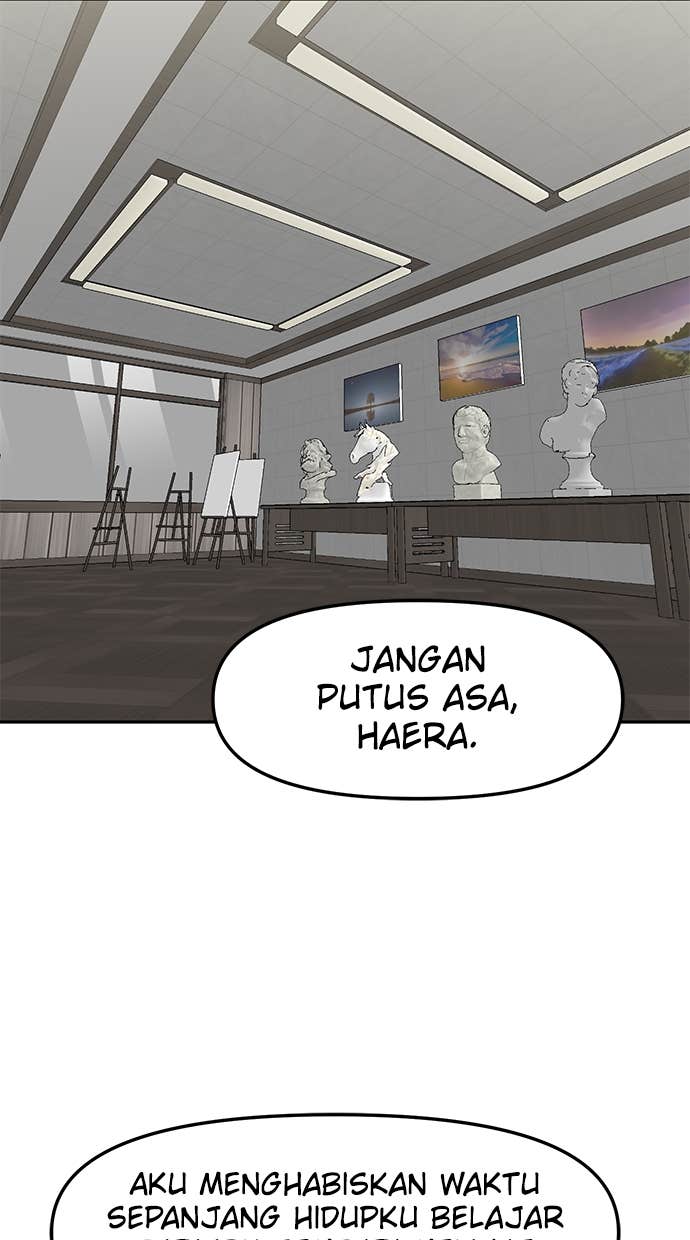 JANGAN
PUTUS ASA,
HAERA.
AKU MENGHABISKAN WAKTU
SEPANJANG HIDUPKU BELAJAR